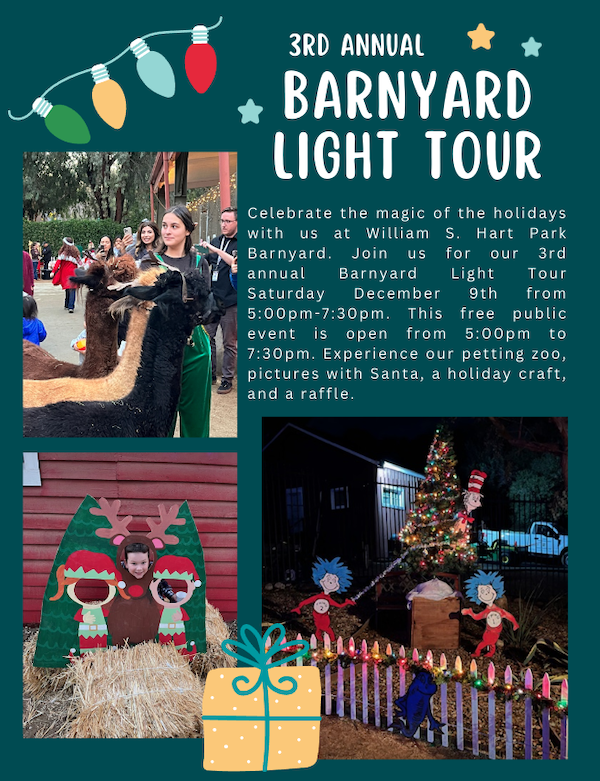 3RD ANNUAL
BARNYARD
LIGHT TOUR
Celebrate the magic of the holidays
with us at William S. Hart Park
Barnyard. Join us for our 3rd
annual Barnyard Light Tour
Saturday December 9th from
5:00pm-7:30pm. This free public
event is open from 5:00pm to
7:30pm. Experience our petting zoo,
pictures with Santa, a holiday craft,
and a raffle.